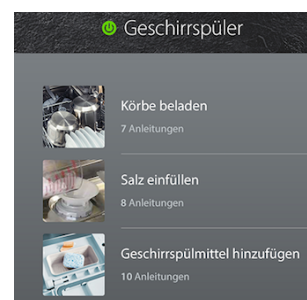 Geschirrspüler
Körbe beladen
7 Anleitungen
Salz einfüllen
8 Anleitungen
Geschirrspülmittel hinzufügen
10 Anleitungen